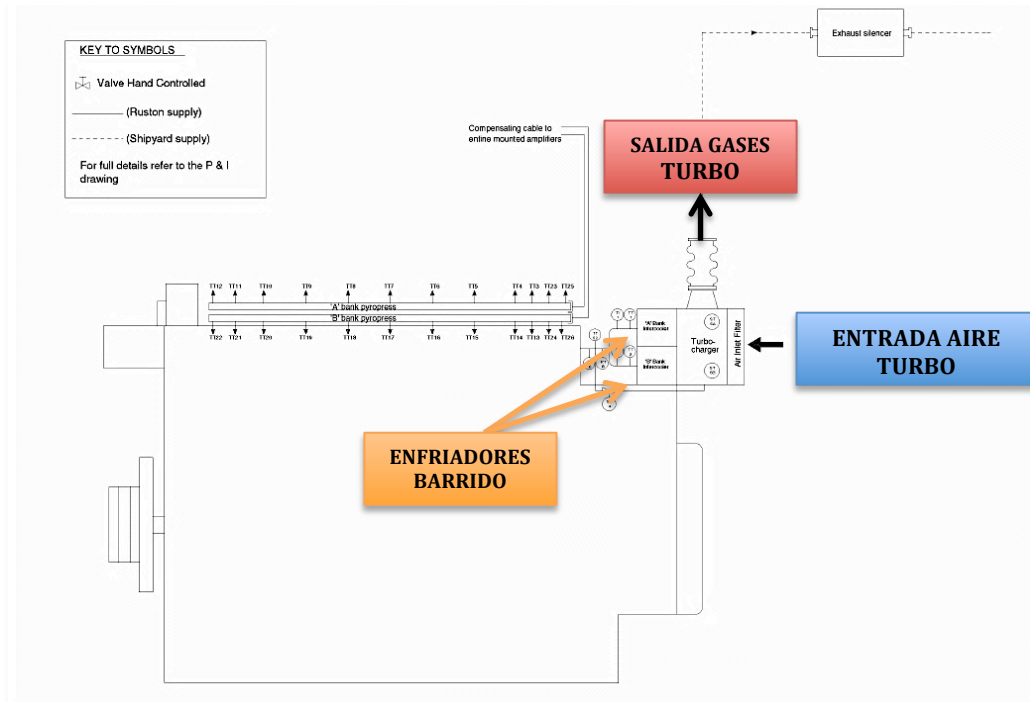 KEY TO SYMBOLS
Valve Hand Controlled
(Ruston supply)
(Shipyard supply)
For full details refer to the P & I
drawing
Exhaust silencer
Compensating cable to
entine mounted amplifiers
SALIDA GASES
TURBO
TT12 TT11 TT10 TT9 TT8 TT7 TT6 TT5 TT4 TT3 TT23 TT25
'A' bank pyropress
'B' bank pyropress
TT22 TT21 TT20 TT19 TT18 TT17 TT16 TT15 TT14 TT13 TT24 TT26
'A' Bank
Intercooler
'B' Bank
Intercooler
Turbo-
charger
Air Inlet Filter
ENTRADA AIRE
TURBO
ENFRIADORES
BARRIDO